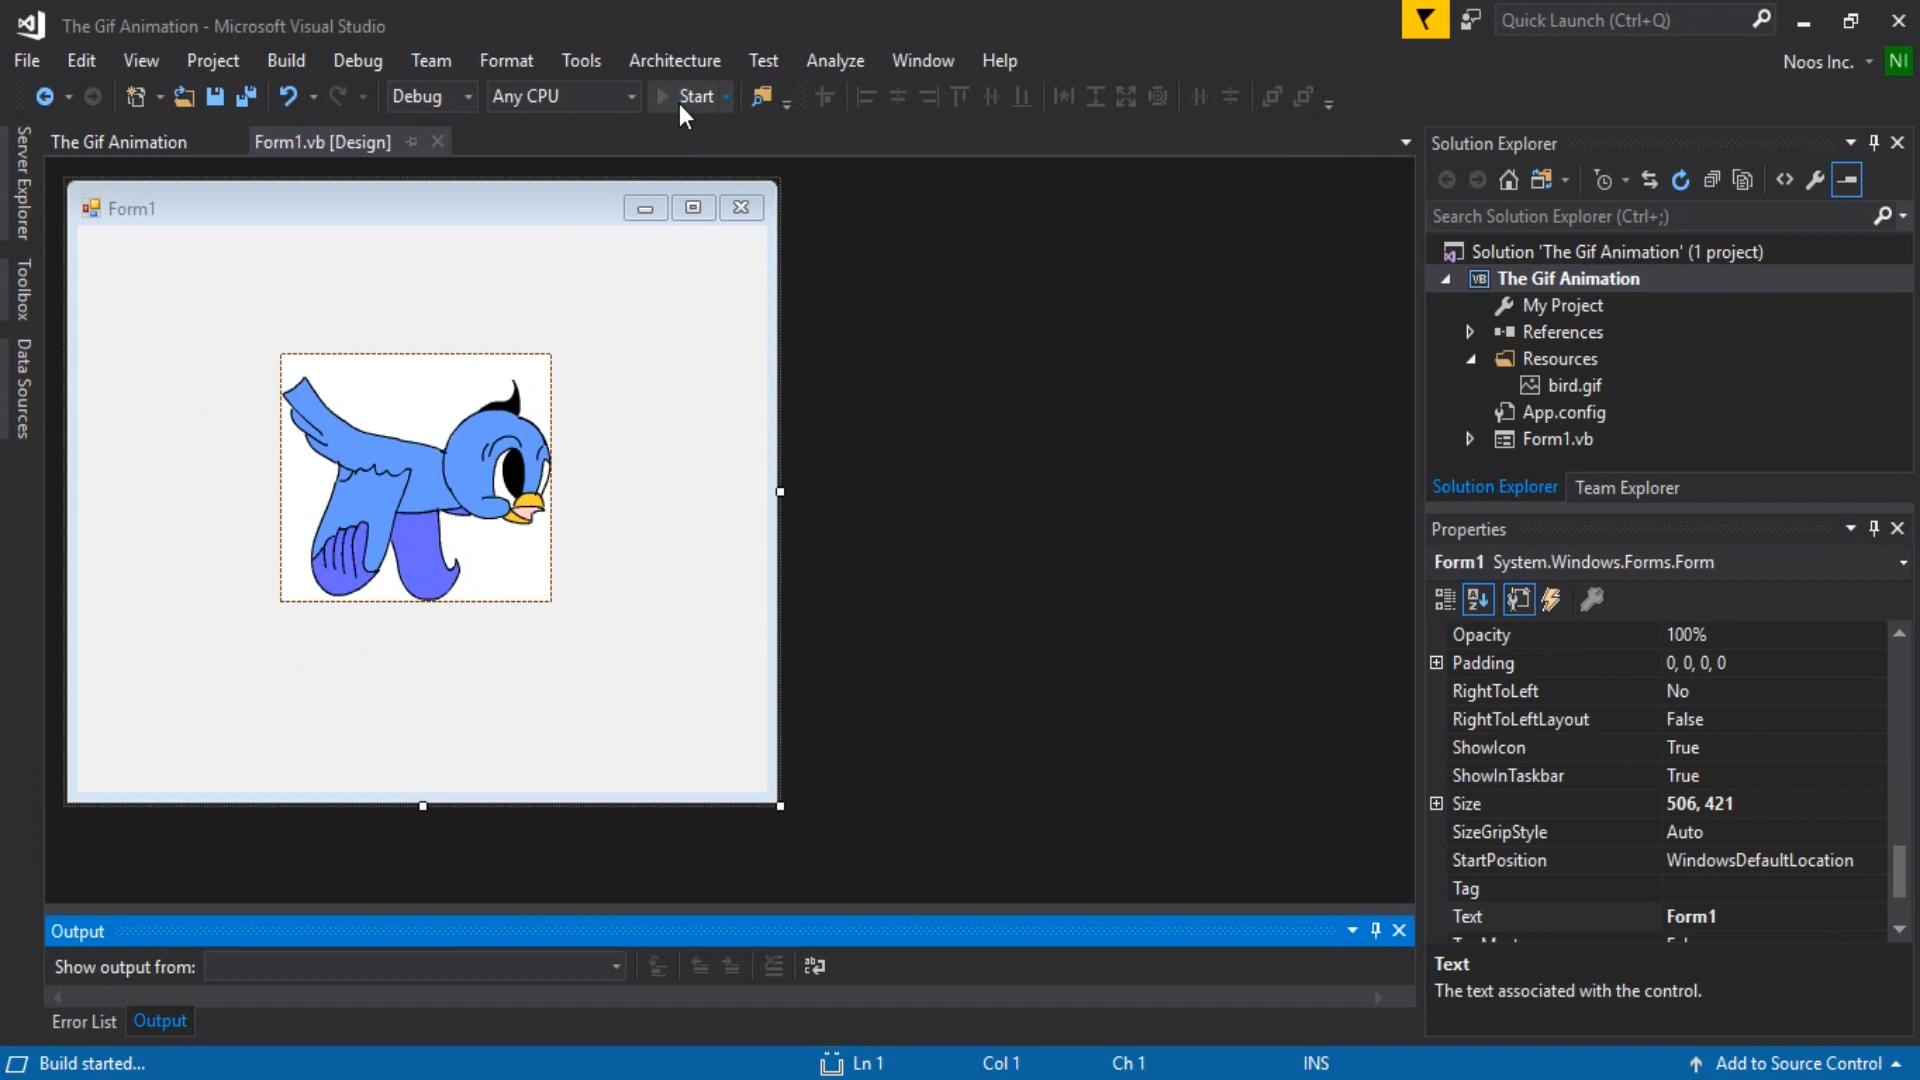 The Gif Animation - Microsoft Visual Studio
Quick Launch (Ctrl+Q)
File Edit View Project Build Debug Team Format Tools Architecture Test Analyze Window Help
Noos Inc. NI
Debug Any CPU Start
The Gif Animation Form1.vb [Design]
Server Explorer
Toolbox
Data Sources
Form1
Solution Explorer
Search Solution Explorer (Ctrl+;)
Solution 'The Gif Animation' (1 project)
VB The Gif Animation
My Project
References
Resources
bird.gif
App.config
Form1.vb
Solution Explorer Team Explorer
Properties
Form1 System.Windows.Forms.Form
Opacity 100%
Padding 0, 0, 0, 0
RightToLeft No
RightToLeftLayout False
ShowIcon True
ShowInTaskbar True
Size 506, 421
SizeGripStyle Auto
StartPosition WindowsDefaultLocation
Tag
Text Form1
Text
The text associated with the control.
Output
Show output from:
Error List Output
Build started... Ln 1 Col 1 Ch 1 INS Add to Source Control